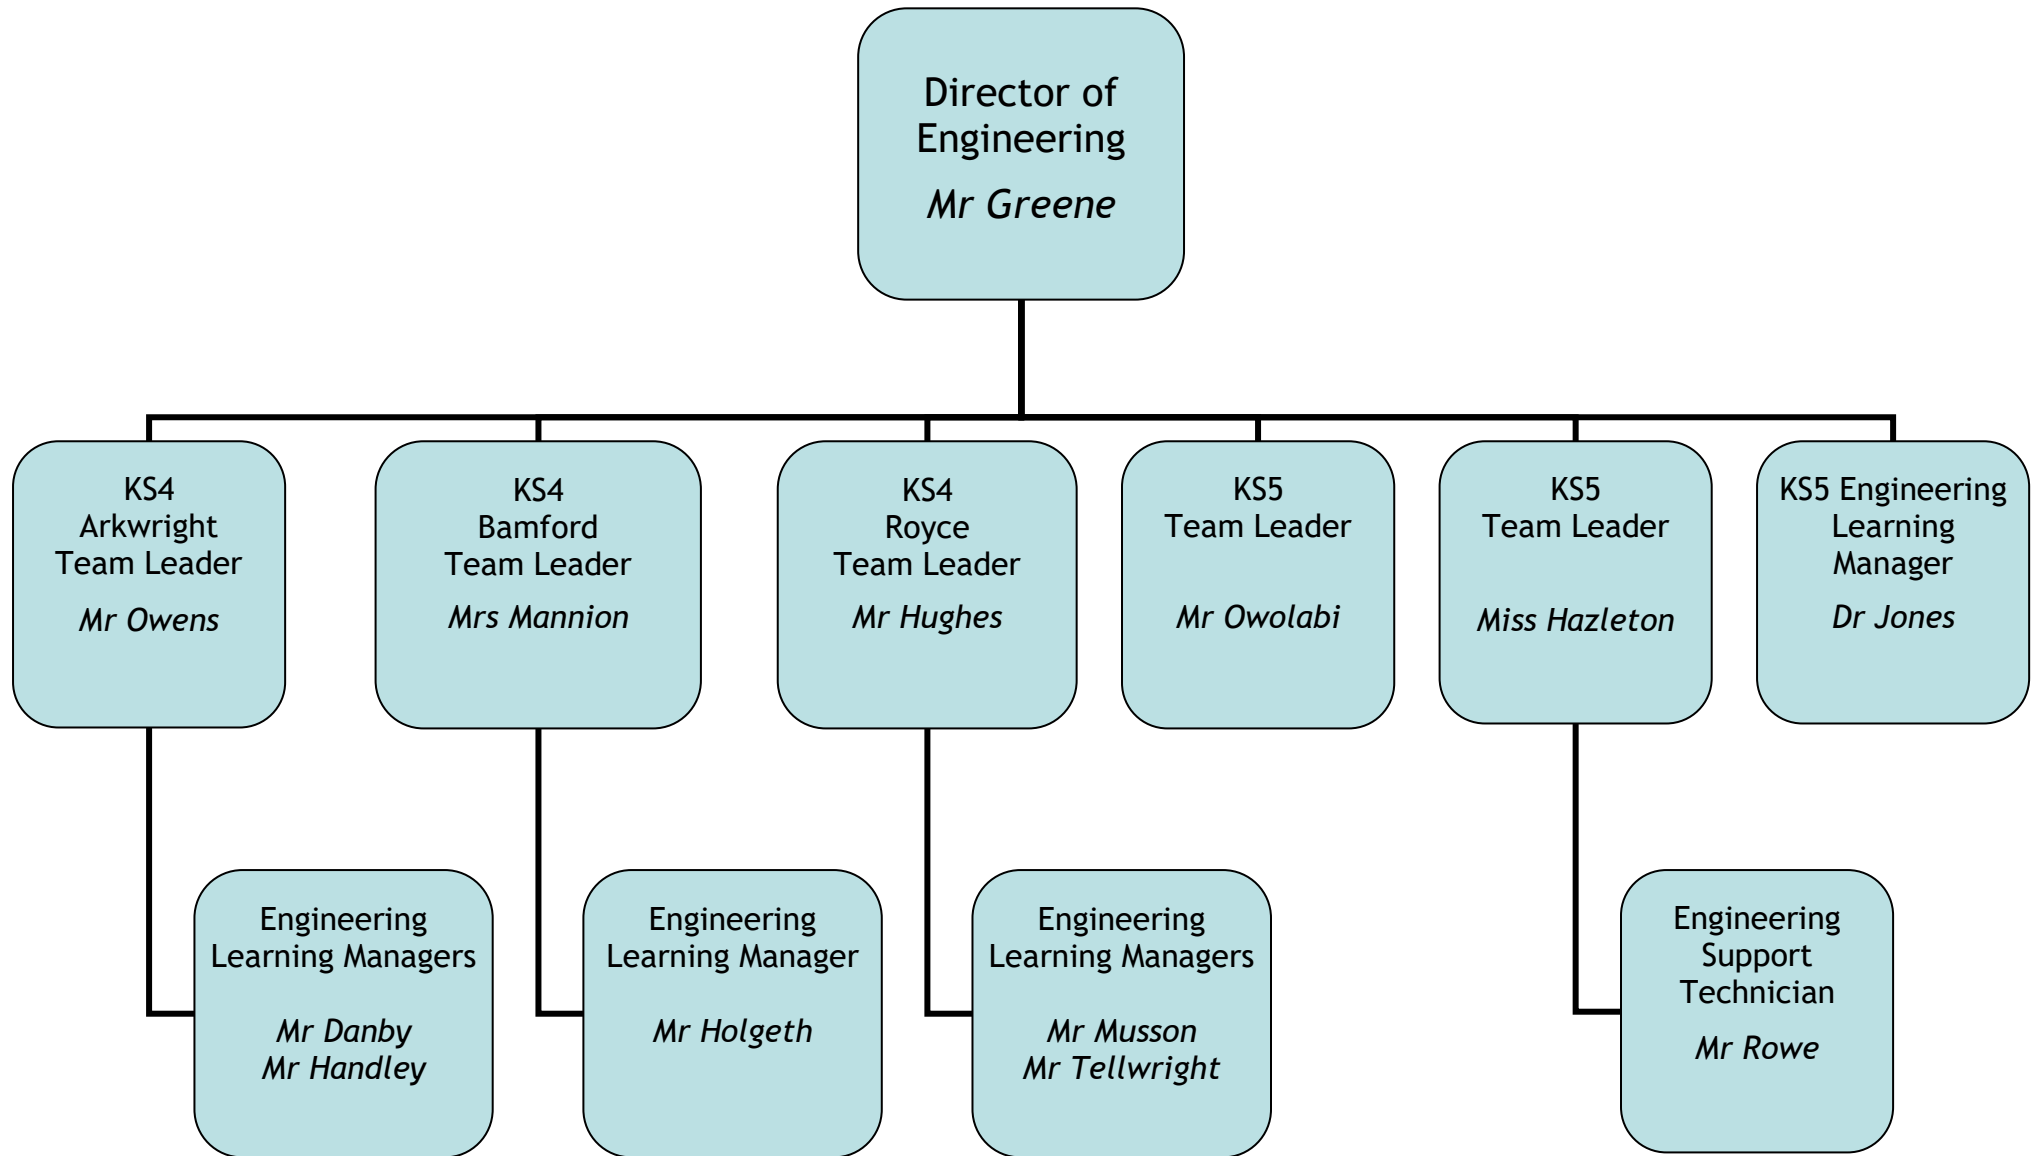 Director of
Engineering
Mr Greene
KS4
Arkwright
Team Leader
Mr Owens
KS4
Bamford
Team Leader
Mrs Mannion
KS4
Royce
Team Leader
Mr Hughes
KS5
Team Leader
Mr Owolabi
KS5
Team Leader
Miss Hazleton
KS5 Engineering
Learning
Manager
Dr Jones
Engineering
Learning Managers
Mr Danby
Mr Handley
Engineering
Learning Manager
Mr Holgeth
Engineering
Learning Managers
Mr Musson
Mr Tellwright
Engineering
Support
Technician
Mr Rowe